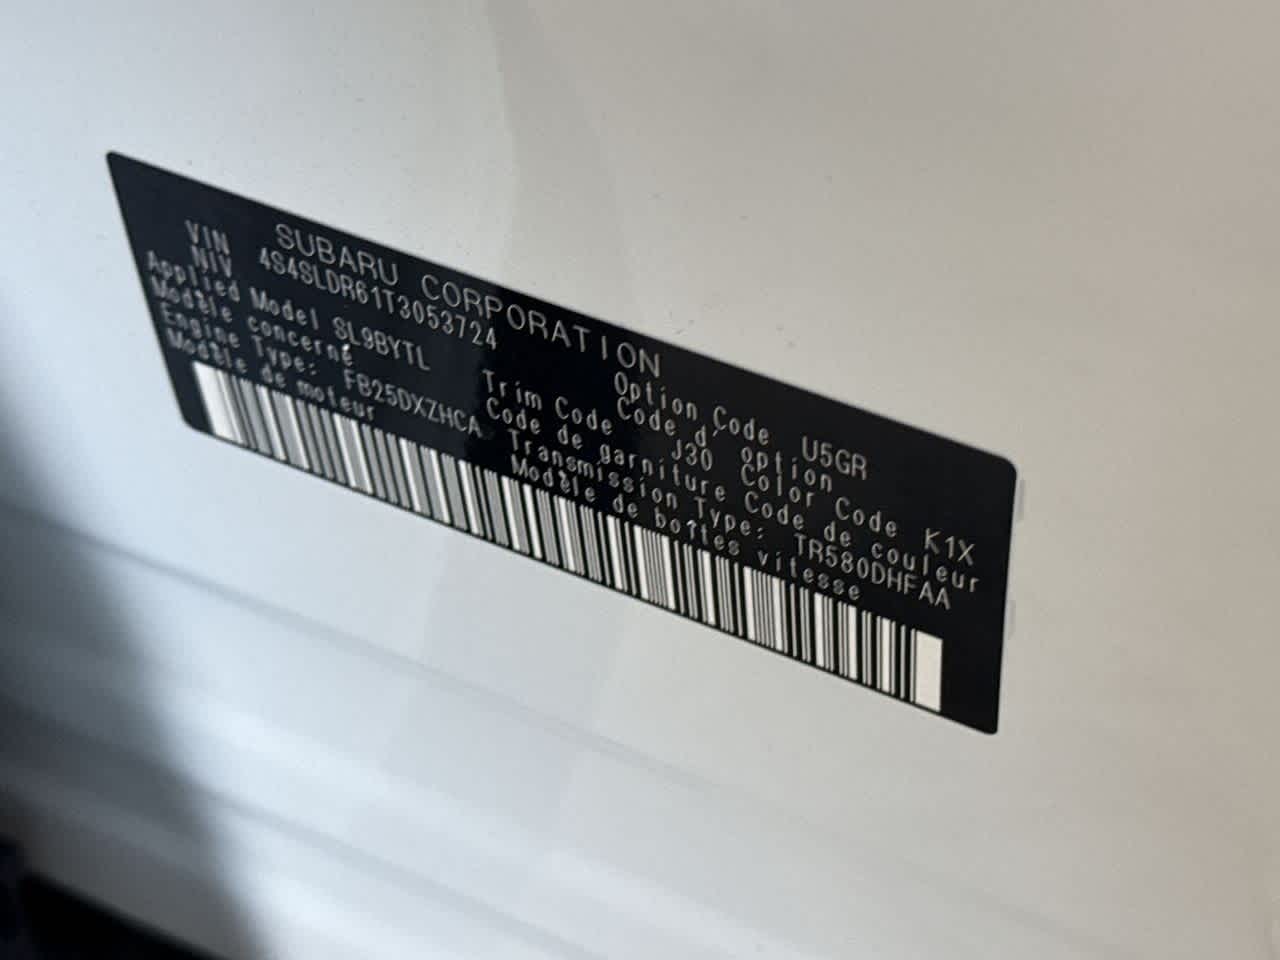 SUBARU CORPORATION
VIN
NIV 4S4SLDR61T3053724
Option Code U5GR
Code d' option
Applied Model SL9BYTL
Modèle concerné
Trim Code J30
Code de garniture
Color Code K1X
Code de couleur
Engine Type: FB25DXZHCA
Modèle de moteur
Transmission Type: TR580DHFAA
Modèle de boîtes vitesse